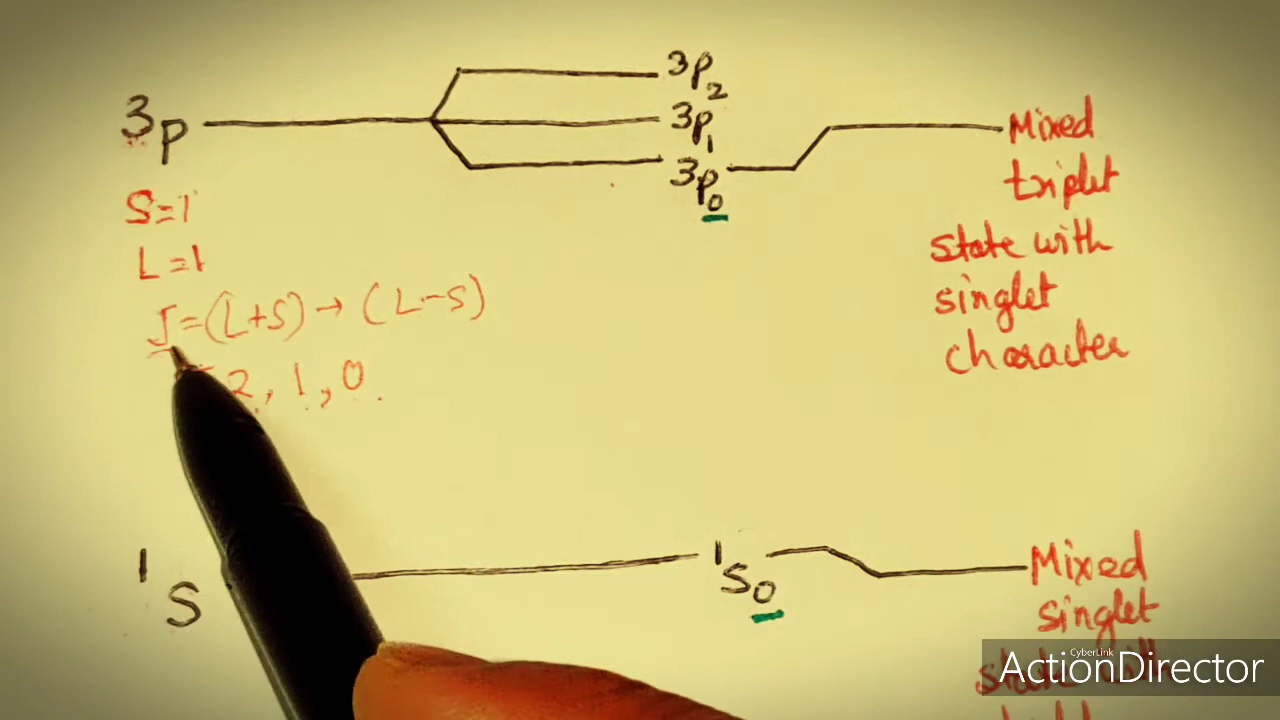 3P
3P2
3P1
3P0
S=1
L=1
J=(L+S)→(L-S)
2, 1, 0.
Mixed
triplet
state with
singlet
character
1S
1S0
Mixed
singlet
state
CyberLink
ActionDirector